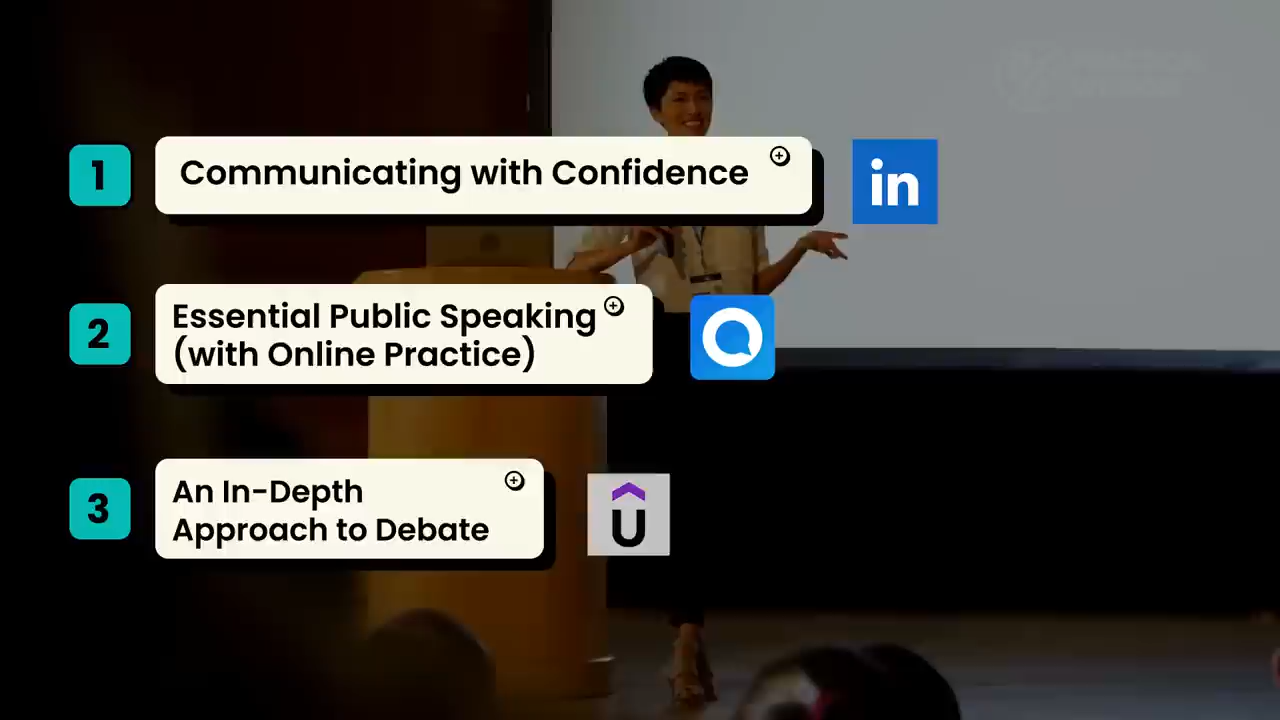 1
Communicating with Confidence
in
2
Essential Public Speaking
(with Online Practice)
3
An In-Depth
Approach to Debate
U